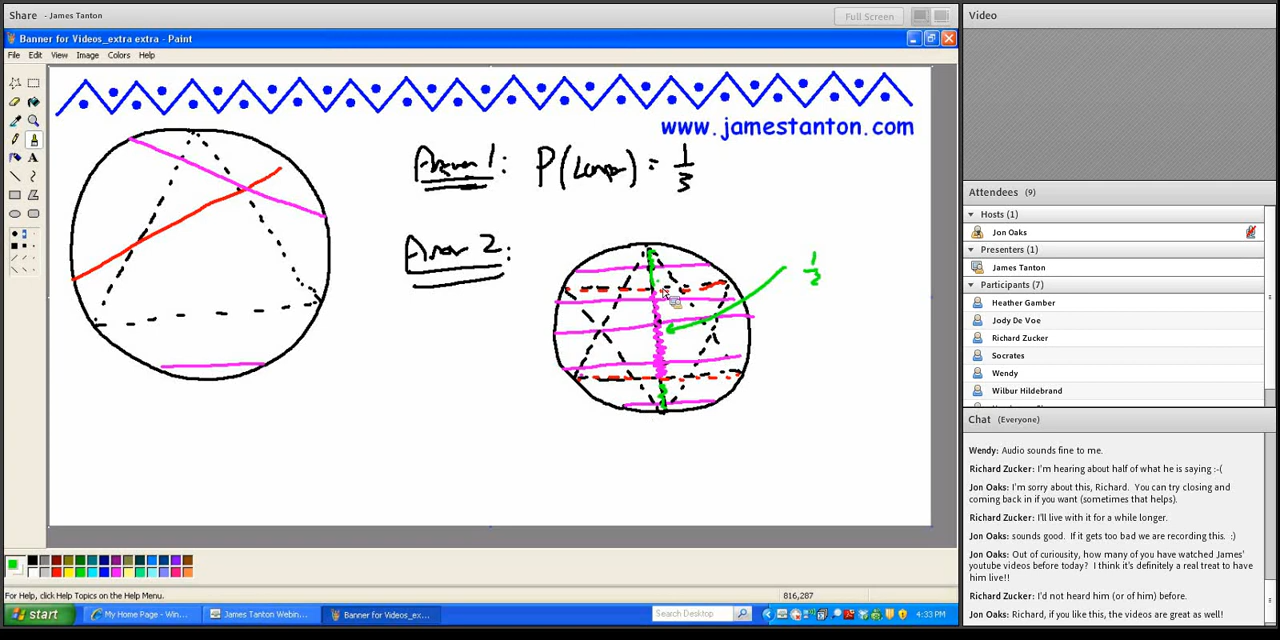 Share - James Tanton
Full Screen
Banner for Videos_extra extra - Paint
File Edit View Image Colors Help
www.jamestanton.com
Answer 1: P(Longer) = 1/3
Answer 2:
1/2
For Help, click Help Topics on the Help Menu.
816,287
start
My Home Page - Win...
James Tanton Webin...
Banner for Videos_ex...
Search Desktop
4:33 PM
Video
Attendees (9)
Hosts (1)
Jon Oaks
Presenters (1)
James Tanton
Participants (7)
Heather Gamber
Jody De Voe
Richard Zucker
Socrates
Wendy
Wilbur Hildebrand
Chat (Everyone)
Wendy: Audio sounds fine to me.
Richard Zucker: I'm hearing about half of what he is saying :-(
Jon Oaks: I'm sorry about this, Richard. You can try closing and
coming back in if you want (sometimes that helps).
Richard Zucker: I'll live with it for a while longer.
Jon Oaks: sounds good. If it gets too bad we are recording this. :)
Jon Oaks: Out of curiosity, how many of you have watched James'
youtube videos before today? I think it's definitely a real treat to have
him live!!
Richard Zucker: I'd not heard him (or of him) before.
Jon Oaks: Richard, if you like this, the videos are great as well!